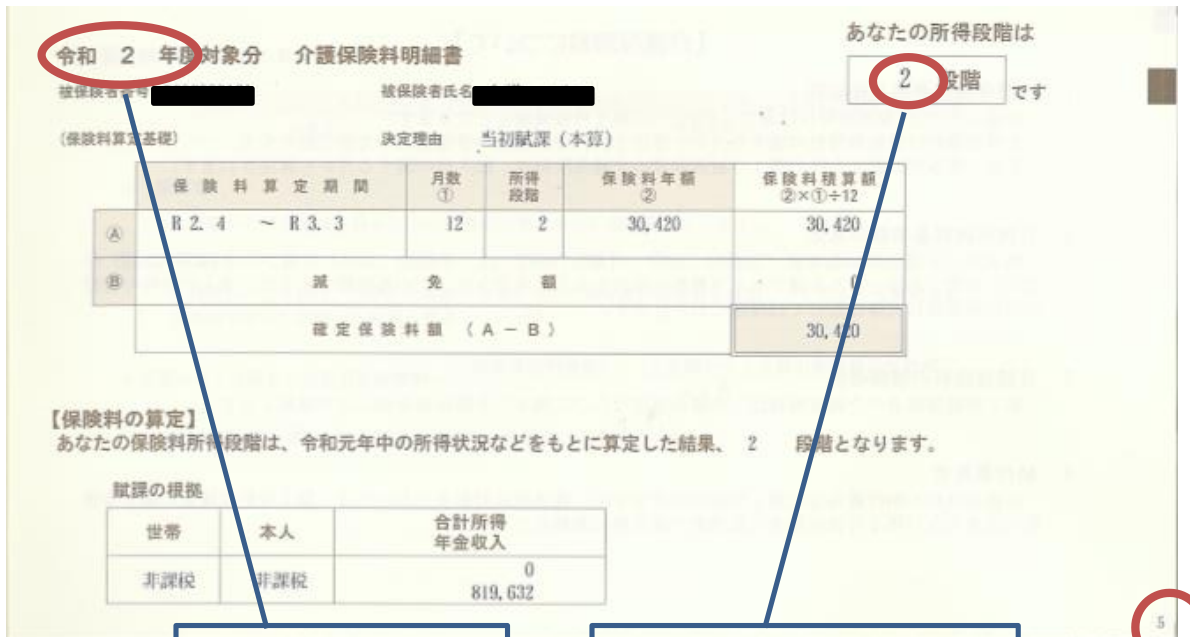 あなたの所得段階は
令和 2 年度対象分 介護保険料明細書
2 段階 です
被保険者番号 被保険者氏名
(保険料算定基礎) 決定理由 当初賦課(本算)
保険料算定期間 月数① 所得段階 保険料年額② 保険料積算額②×①÷12
Ⓐ R 2. 4 ~ R 3. 3 12 2 30,420 30,420
Ⓑ 減免額 0
確定保険料額 (A-B) 30,420
【保険料の算定】
あなたの保険料所得段階は、令和元年中の所得状況などをもとに算定した結果、 2 段階となります。
賦課の根拠
世帯 本人 合計所得
年金収入
非課税 非課税 0
819,632
5